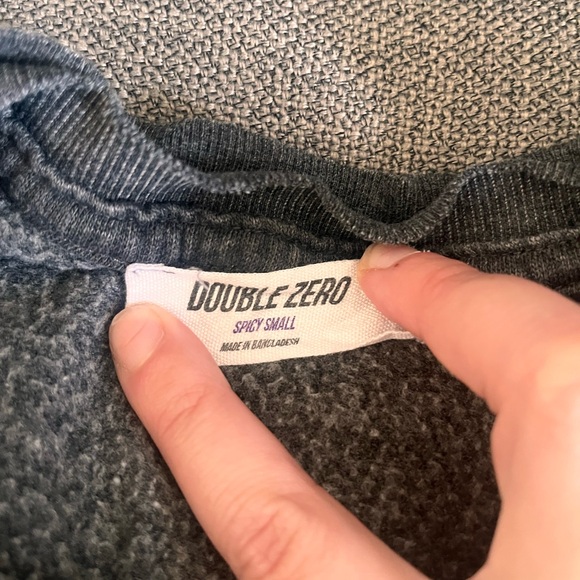 DOUBLE ZERO
SPICY SMALL
MADE IN BANGLADESH